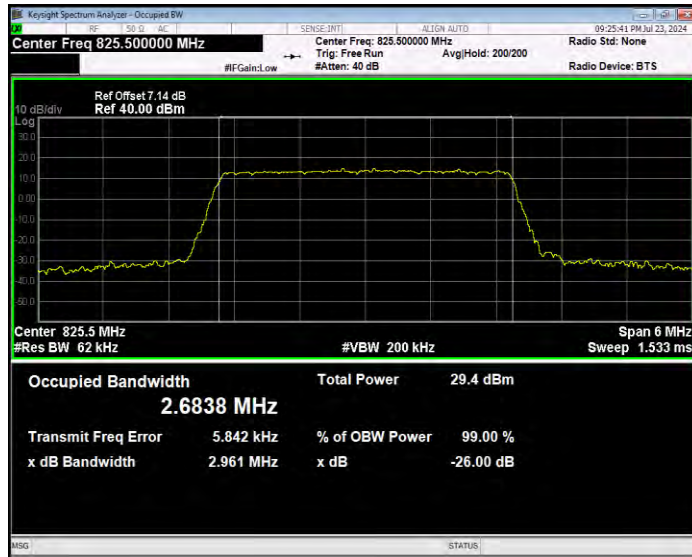 Keysight Spectrum Analyzer - Occupied BW
RF 50 Ω AC SENSE:INT ALIGN AUTO 09:25:41 PM Jul 23, 2024
Center Freq 825.500000 MHz Center Freq: 825.500000 MHz Radio Std: None
Trig: Free Run Avg|Hold: 200/200
#IFGain:Low #Atten: 40 dB Radio Device: BTS
Ref Offset 7.14 dB
10 dB/div Ref 40.00 dBm
Log
30.0
20.0
10.0
0.00
-10.0
-20.0
-30.0
-40.0
-50.0
Center 825.5 MHz Span 6 MHz
#Res BW 62 kHz #VBW 200 kHz Sweep 1.533 ms
Occupied Bandwidth Total Power 29.4 dBm
2.6838 MHz
Transmit Freq Error 5.842 kHz % of OBW Power 99.00 %
x dB Bandwidth 2.961 MHz x dB -26.00 dB
MSG STATUS